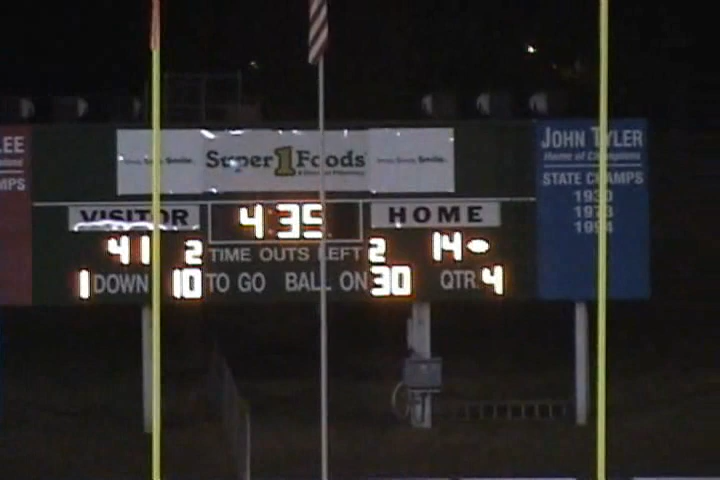 LEE
MPS
Super 1 Foods
JOHN TYLER
Home of Champions
STATE CHAMPS
1930
1973
1994
VISITOR
4:35
HOME
41 2 TIME OUTS LEFT 2 14
1 DOWN 10 TO GO BALL ON 30 QTR 4